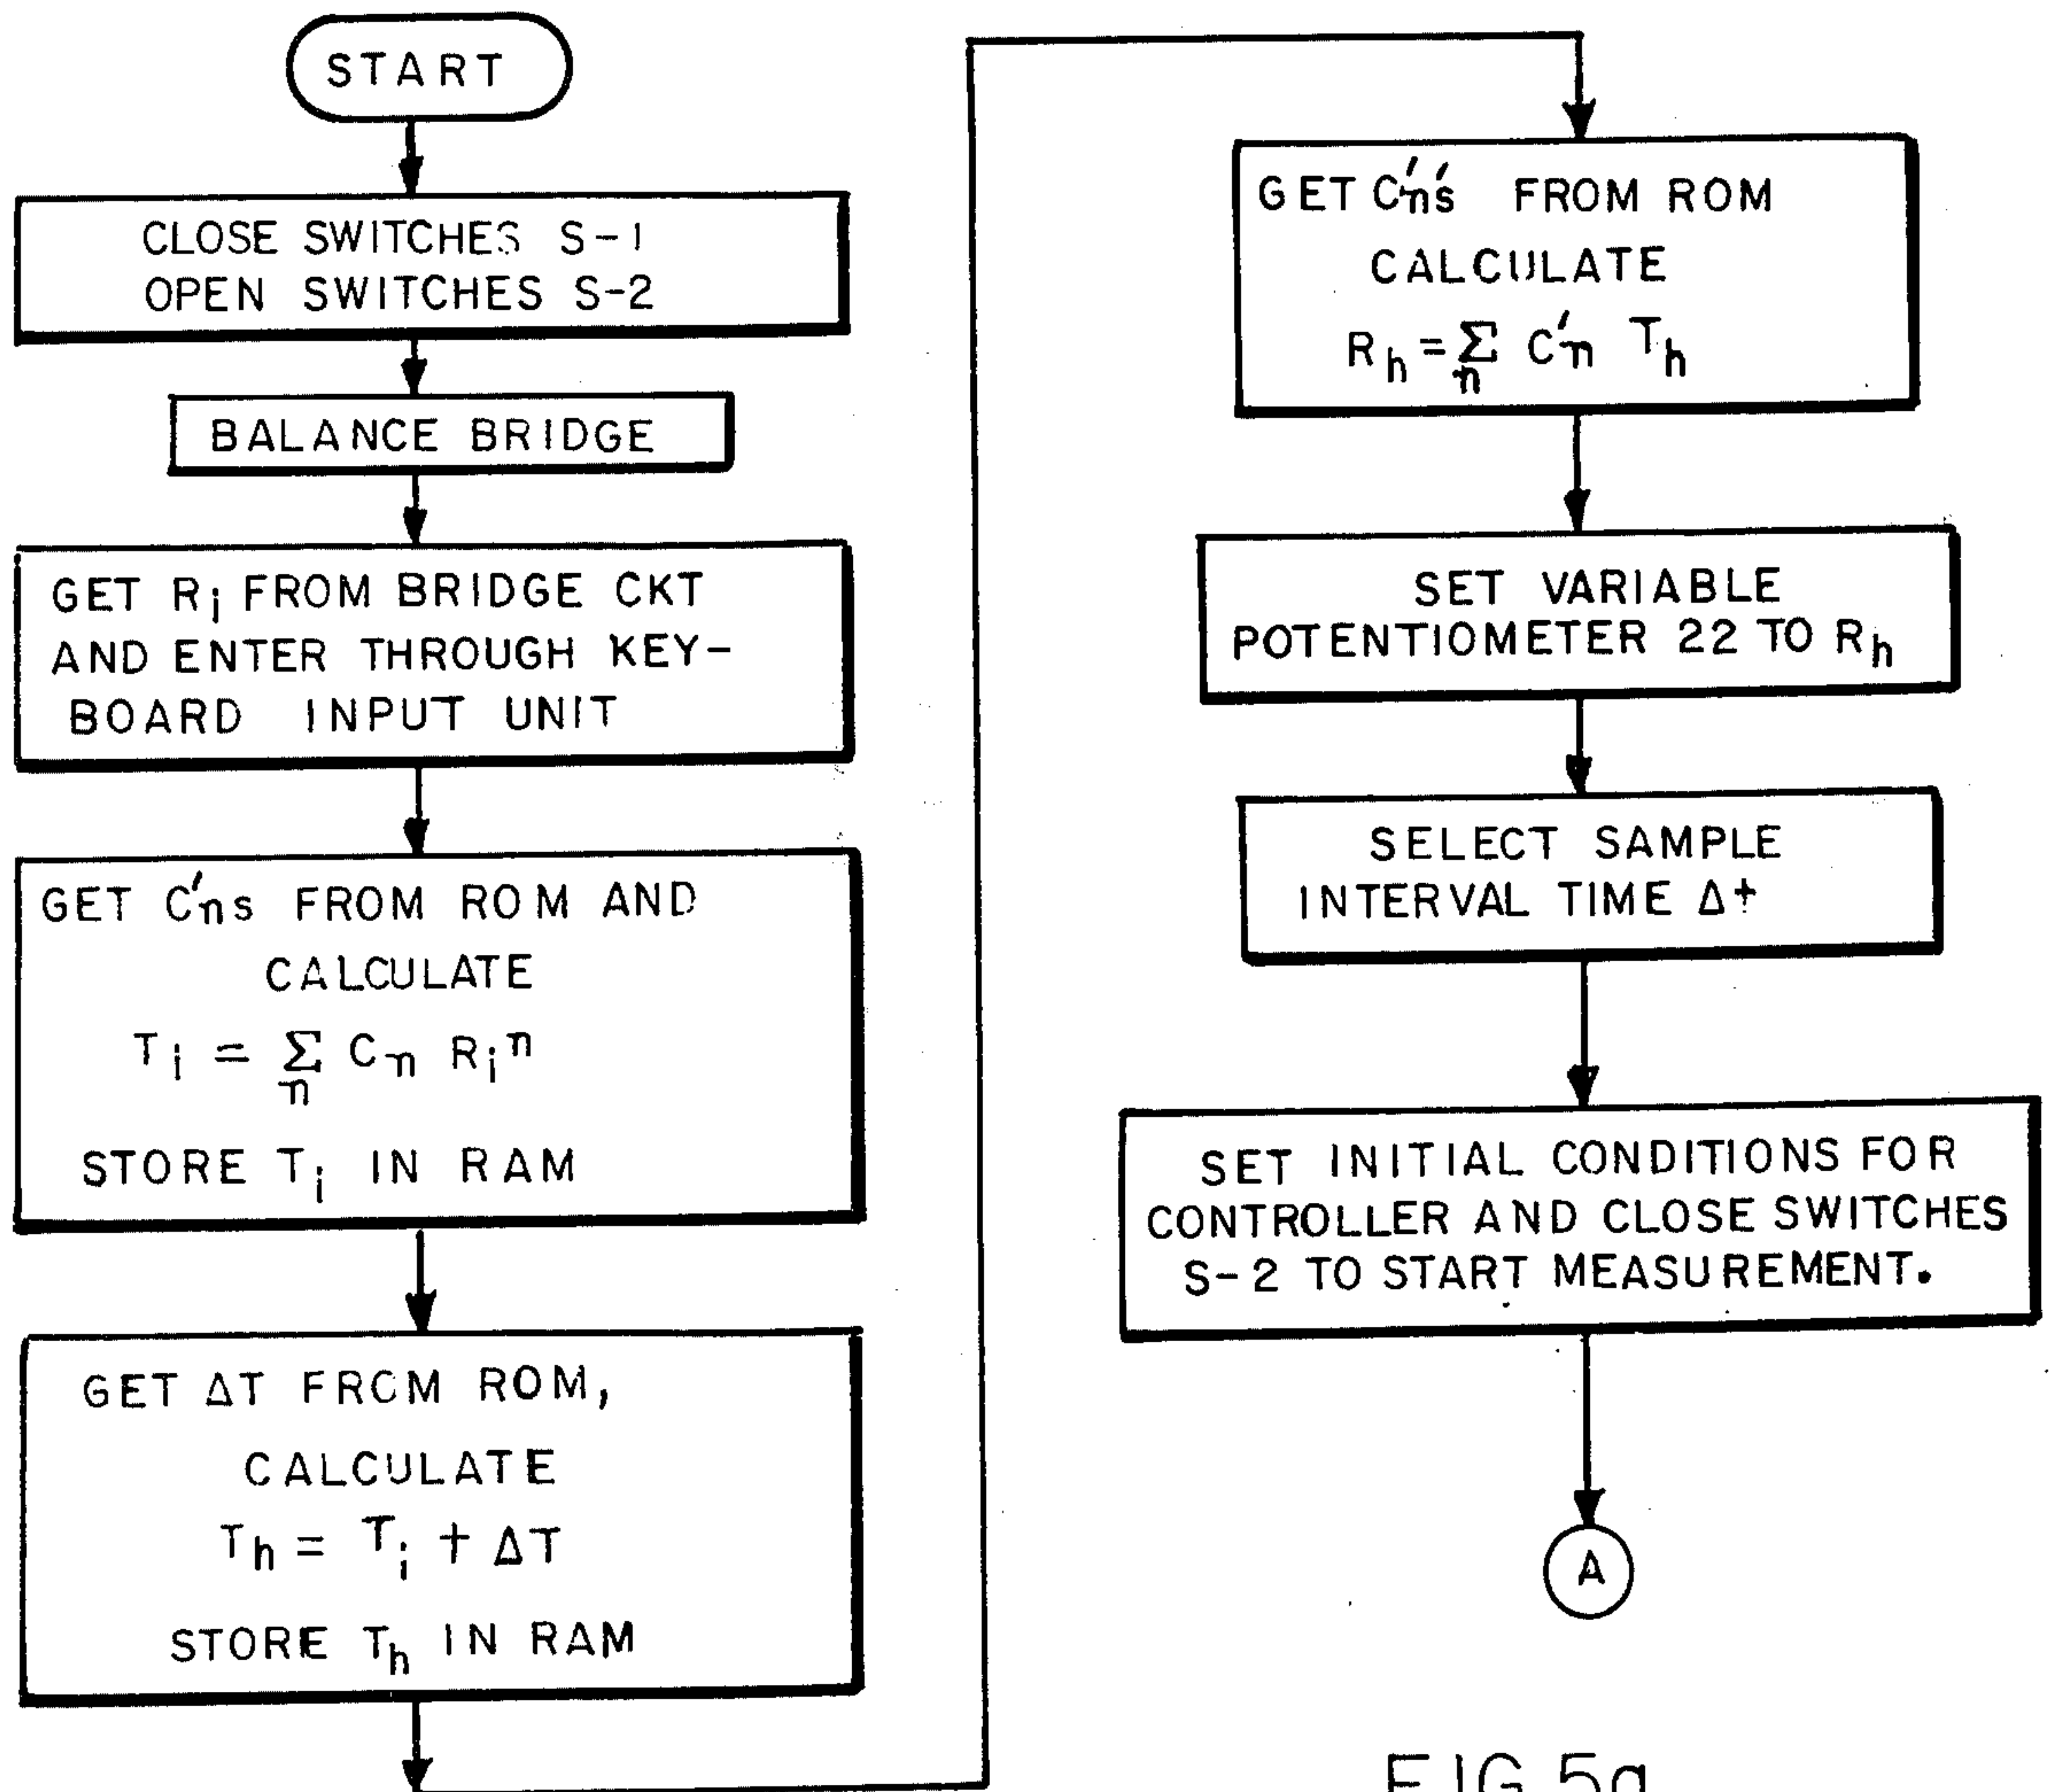 START
CLOSE SWITCHES S-1
OPEN SWITCHES S-2
BALANCE BRIDGE
GET Ri FROM BRIDGE CKT
AND ENTER THROUGH KEY-
BOARD INPUT UNIT
GET C'ns FROM ROM AND
CALCULATE
Ti = Σ Cn Ri^n
n
STORE Ti IN RAM
GET ΔT FROM ROM,
CALCULATE
Th = Ti + ΔT
STORE Th IN RAM
GET C'n's FROM ROM
CALCULATE
Rh = Σ C'n Th
n
SET VARIABLE
POTENTIOMETER 22 TO Rh
SELECT SAMPLE
INTERVAL TIME Δt
SET INITIAL CONDITIONS FOR
CONTROLLER AND CLOSE SWITCHES
S-2 TO START MEASUREMENT.
A
FIG 5a